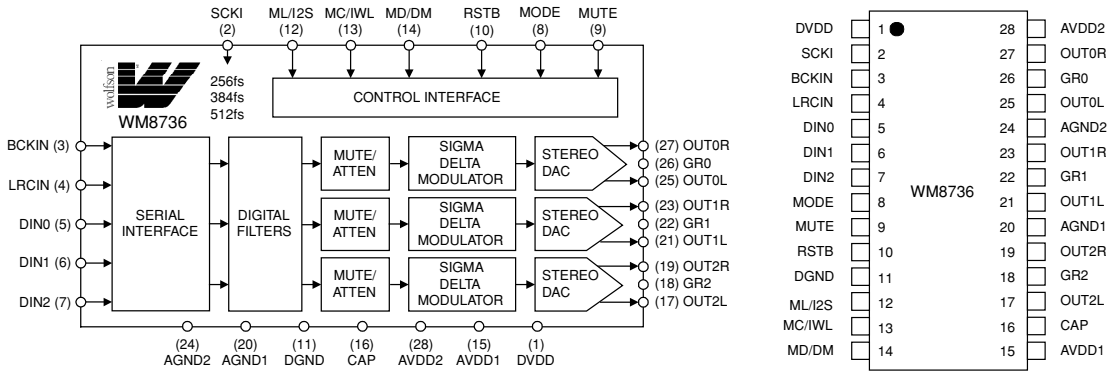 SCKI ML/I2S MC/IWL MD/DM RSTB MODE MUTE
(2) (12) (13) (14) (10) (8) (9)
wolfson
256fs
384fs
512fs
WM8736
CONTROL INTERFACE
BCKIN (3)
LRCIN (4)
DIN0 (5)
DIN1 (6)
DIN2 (7)
SERIAL
INTERFACE
DIGITAL
FILTERS
MUTE/
ATTEN
SIGMA
DELTA
MODULATOR
STEREO
DAC
(27) OUT0R
(26) GR0
(25) OUT0L
MUTE/
ATTEN
SIGMA
DELTA
MODULATOR
STEREO
DAC
(23) OUT1R
(22) GR1
(21) OUT1L
MUTE/
ATTEN
SIGMA
DELTA
MODULATOR
STEREO
DAC
(19) OUT2R
(18) GR2
(17) OUT2L
(24) (20) (11) (16) (28) (15) (1)
AGND2 AGND1 DGND CAP AVDD2 AVDD1 DVDD
DVDD 1 28 AVDD2
SCKI 2 27 OUT0R
BCKIN 3 26 GR0
LRCIN 4 25 OUT0L
DIN0 5 24 AGND2
DIN1 6 23 OUT1R
DIN2 7 22 GR1
WM8736
MODE 8 21 OUT1L
MUTE 9 20 AGND1
RSTB 10 19 OUT2R
DGND 11 18 GR2
ML/I2S 12 17 OUT2L
MC/IWL 13 16 CAP
MD/DM 14 15 AVDD1